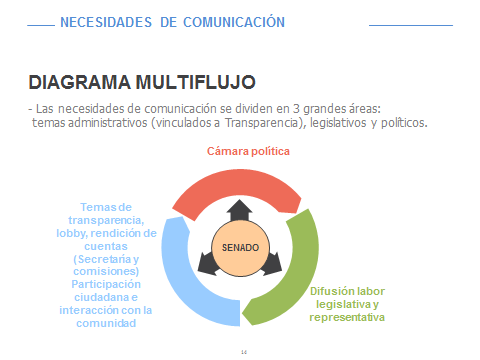 NECESIDADES DE COMUNICACIÓN
DIAGRAMA MULTIFLUJO
- Las necesidades de comunicación se dividen en 3 grandes áreas:
temas administrativos (vinculados a Transparencia), legislativos y políticos.
Cámara política
Temas de
transparencia,
lobby, rendición de
cuentas
(Secretaría y
comisiones)
Participación
ciudadana e
interacción con la
comunidad
SENADO
Difusión labor
legislativa y
representativa